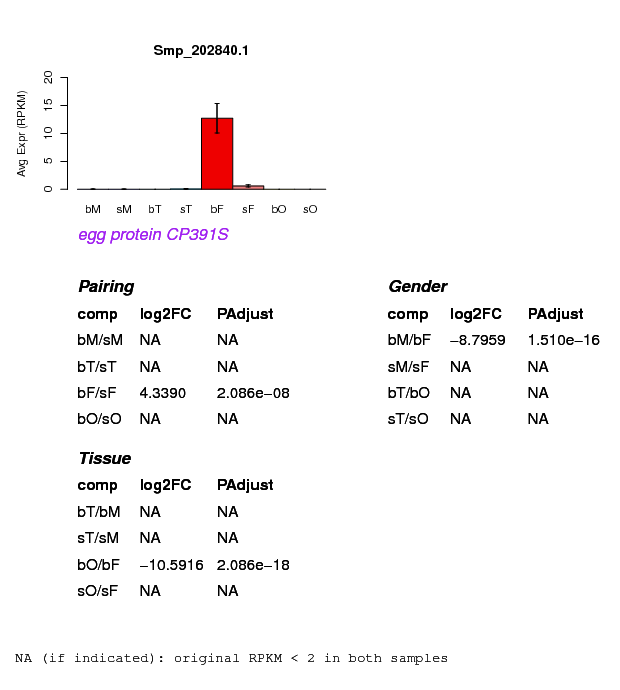 Smp_202840.1
Avg Expr (RPKM)
20
15
10
5
0
bM sM bT sT bF sF bO sO
egg protein CP391S
Pairing
comp log2FC PAdjust
bM/sM NA NA
bT/sT NA NA
bF/sF 4.3390 2.086e−08
bO/sO NA NA
Gender
comp log2FC PAdjust
bM/bF −8.7959 1.510e−16
sM/sF NA NA
bT/bO NA NA
sT/sO NA NA
Tissue
comp log2FC PAdjust
bT/bM NA NA
sT/sM NA NA
bO/bF −10.5916 2.086e−18
sO/sF NA NA
NA (if indicated): original RPKM < 2 in both samples